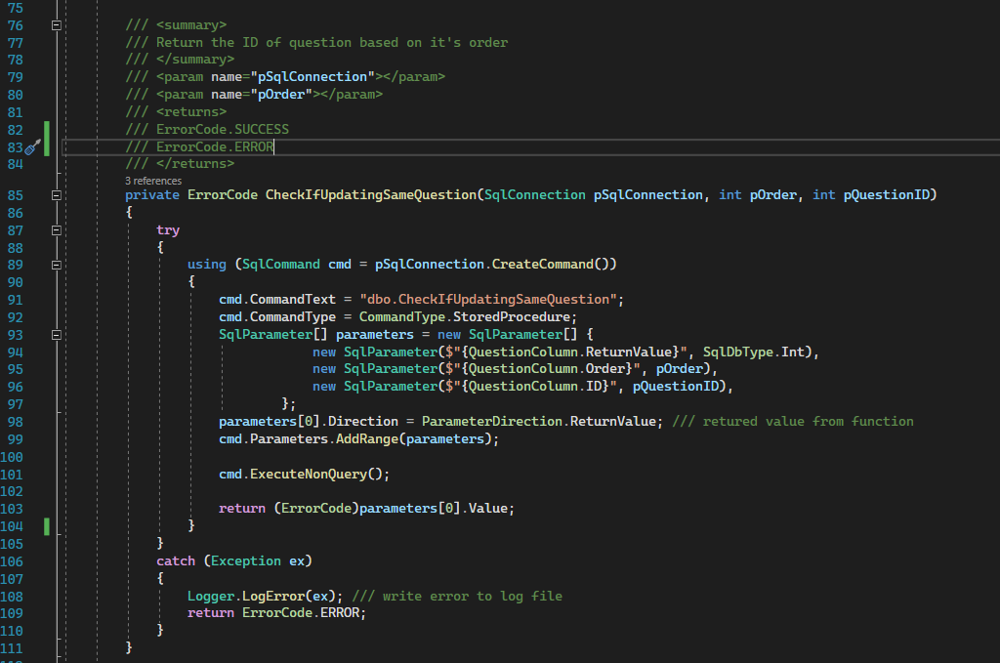 75
76 /// <summary>
77 /// Return the ID of question based on it's order
78 /// </summary>
79 /// <param name="pSqlConnection"></param>
80 /// <param name="pOrder"></param>
81 /// <returns>
82 /// ErrorCode.SUCCESS
83 /// ErrorCode.ERROR
84 /// </returns>
3 references
85 private ErrorCode CheckIfUpdatingSameQuestion(SqlConnection pSqlConnection, int pOrder, int pQuestionID)
86 {
87 try
88 {
89 using (SqlCommand cmd = pSqlConnection.CreateCommand())
90 {
91 cmd.CommandText = "dbo.CheckIfUpdatingSameQuestion";
92 cmd.CommandType = CommandType.StoredProcedure;
93 SqlParameter[] parameters = new SqlParameter[] {
94 new SqlParameter($"{QuestionColumn.ReturnValue}", SqlDbType.Int),
95 new SqlParameter($"{QuestionColumn.Order}", pOrder),
96 new SqlParameter($"{QuestionColumn.ID}", pQuestionID),
97 };
98 parameters[0].Direction = ParameterDirection.ReturnValue; /// retured value from function
99 cmd.Parameters.AddRange(parameters);
100
101 cmd.ExecuteNonQuery();
102
103 return (ErrorCode)parameters[0].Value;
104 }
105 }
106 catch (Exception ex)
107 {
108 Logger.LogError(ex); /// write error to log file
109 return ErrorCode.ERROR;
110 }
111 }